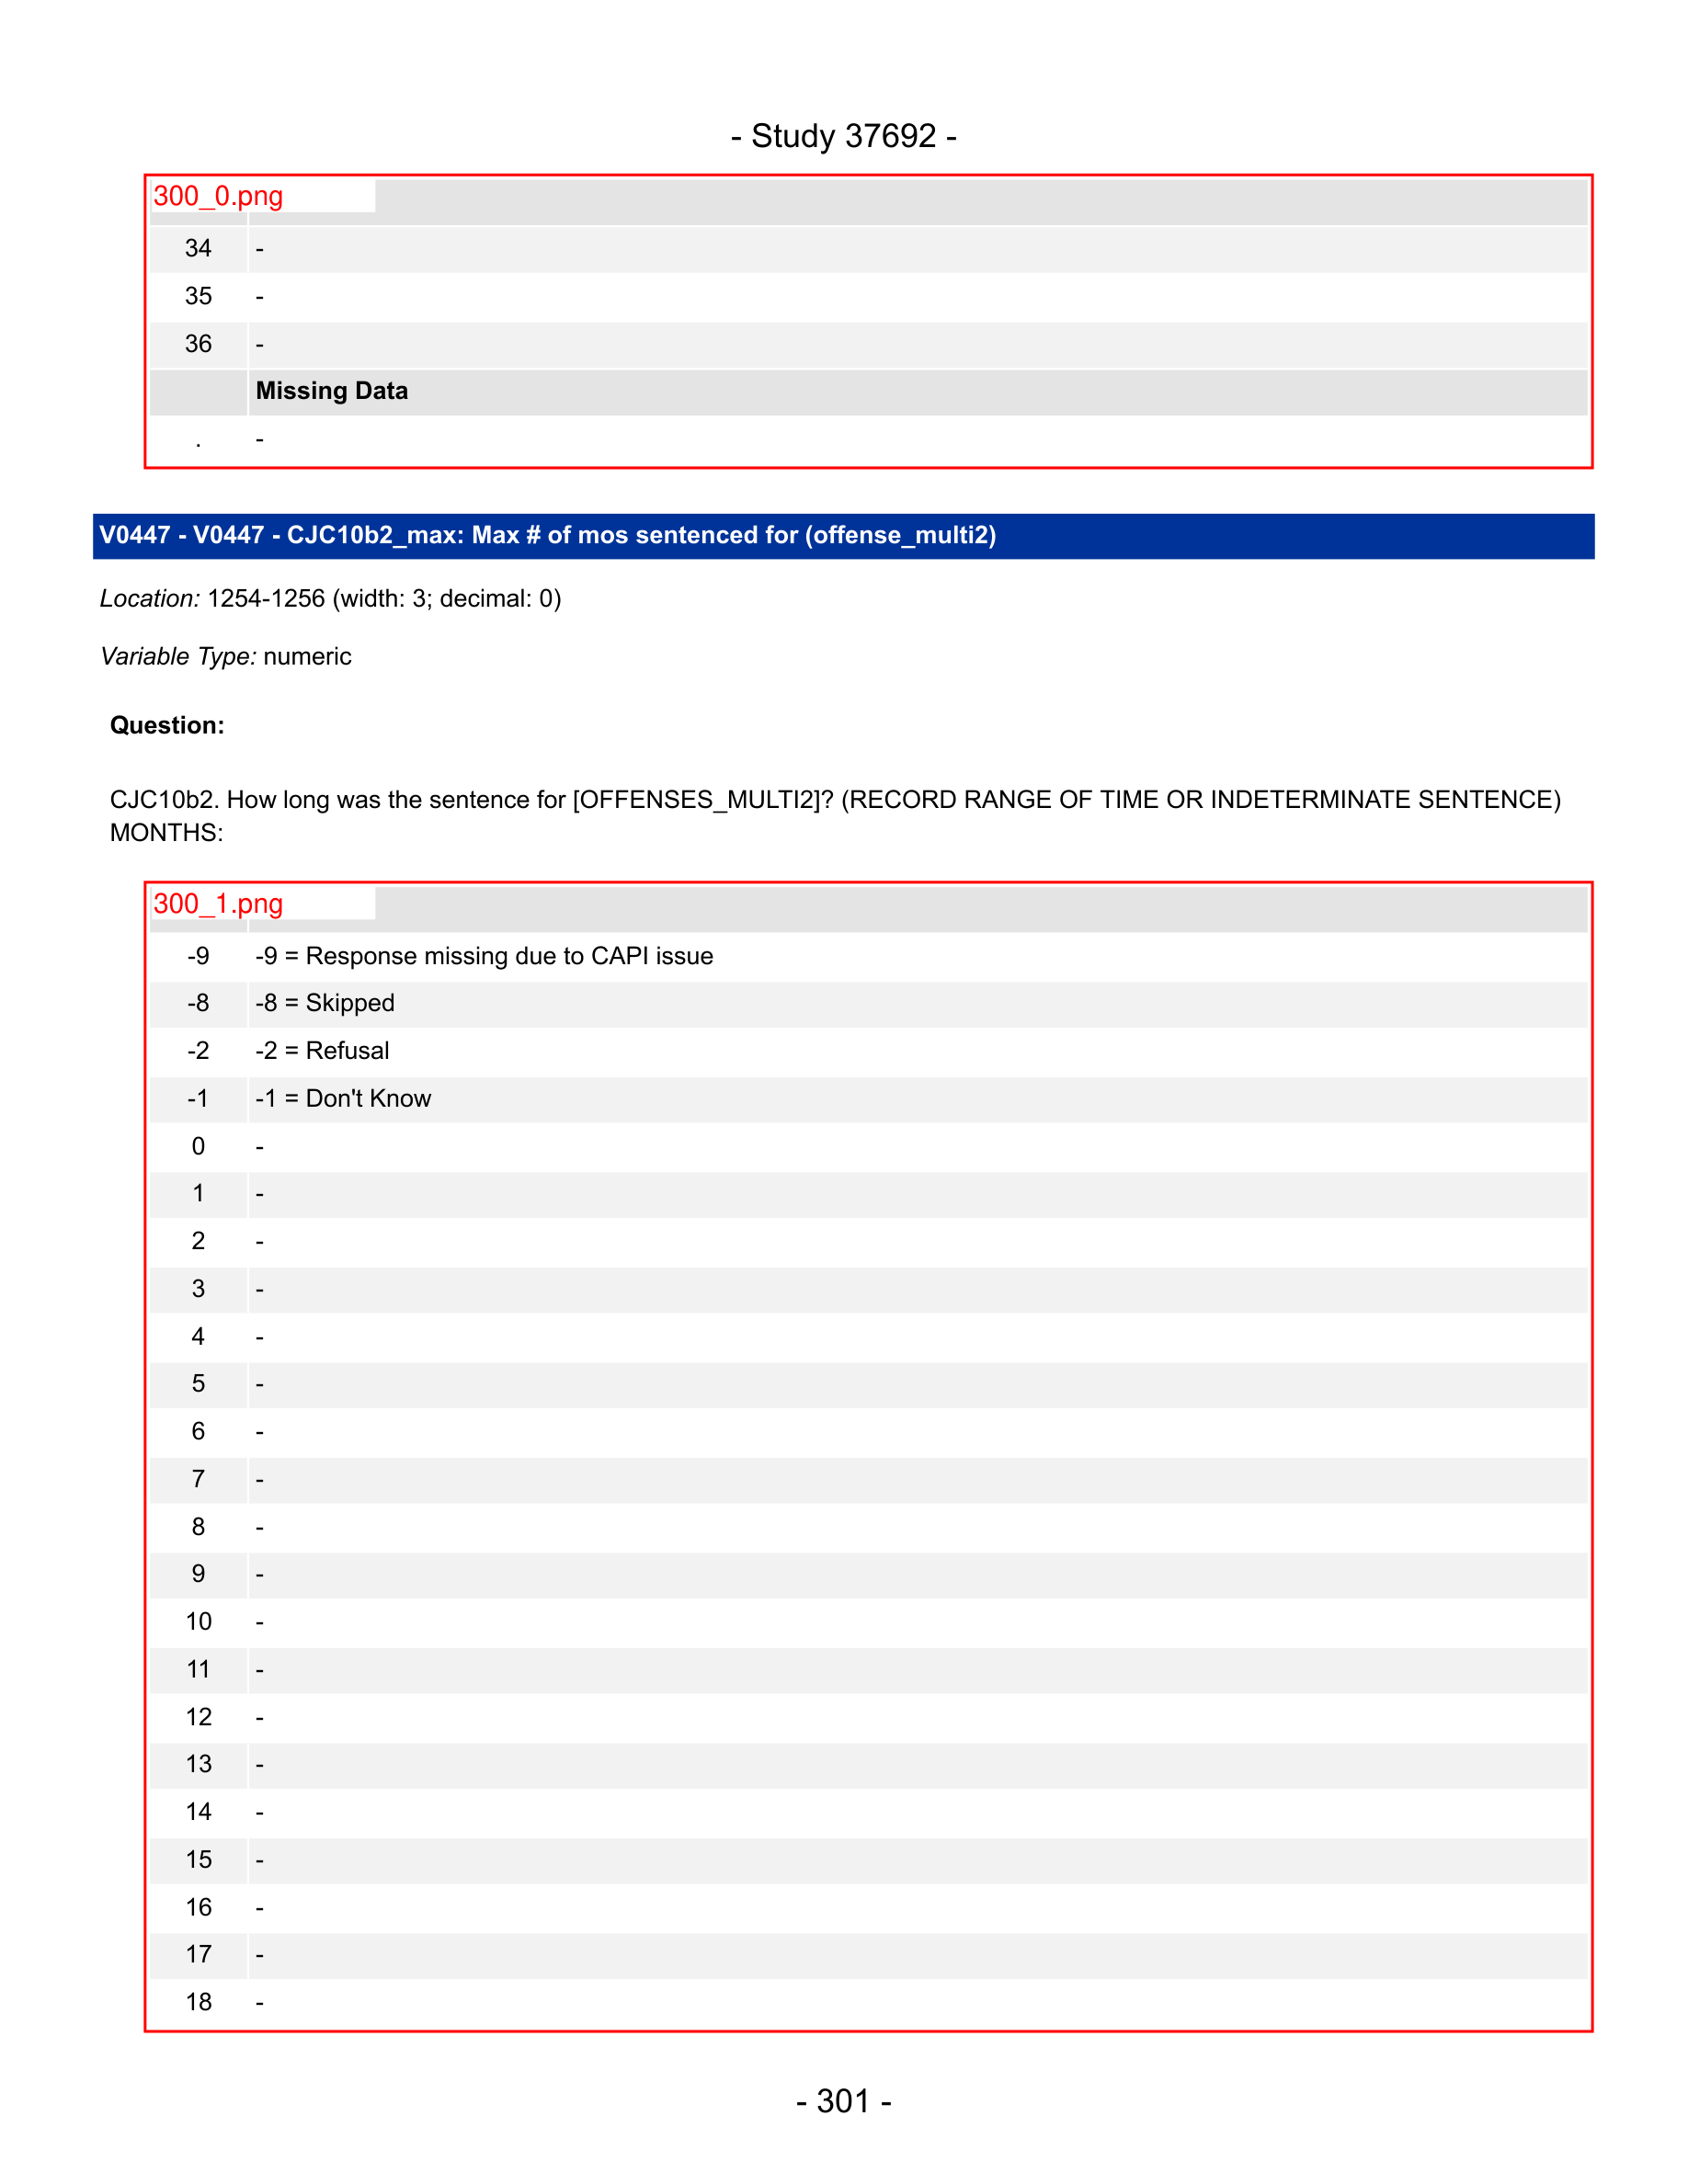 - Study 37692 -
300_0.png
34 -
35 -
36 -
Missing Data
. -
V0447 - V0447 - CJC10b2_max: Max # of mos sentenced for (offense_multi2)
Location: 1254-1256 (width: 3; decimal: 0)
Variable Type: numeric
Question:
CJC10b2. How long was the sentence for [OFFENSES_MULTI2]? (RECORD RANGE OF TIME OR INDETERMINATE SENTENCE)
MONTHS:
300_1.png
-9 -9 = Response missing due to CAPI issue
-8 -8 = Skipped
-2 -2 = Refusal
-1 -1 = Don't Know
0 -
1 -
2 -
3 -
4 -
5 -
6 -
7 -
8 -
9 -
10 -
11 -
12 -
13 -
14 -
15 -
16 -
17 -
18 -
- 301 -